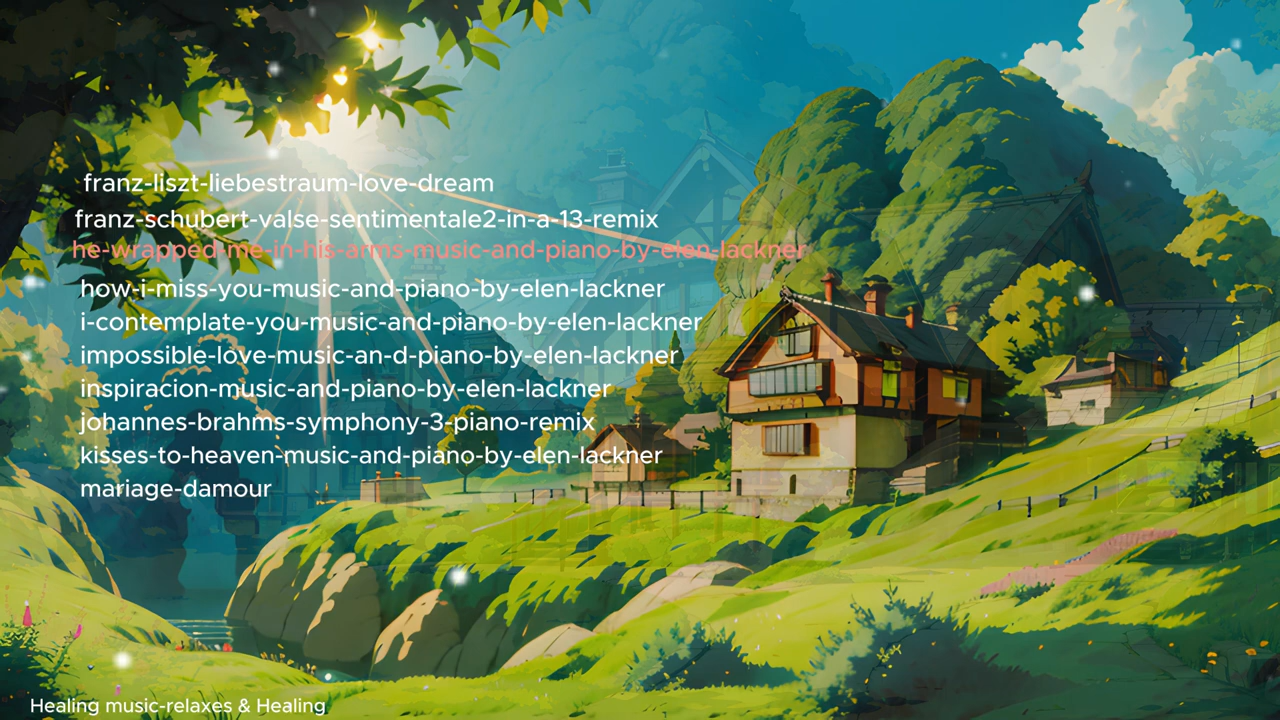 franz-liszt-liebestraum-love-dream
franz-schubert-valse-sentimentale2-in-a-13-remix
he-wrapped-me-in-his-arms-music-and-piano-by-elen-lackner
how-i-miss-you-music-and-piano-by-elen-lackner
i-contemplate-you-music-and-piano-by-elen-lackner
impossible-love-music-an-d-piano-by-elen-lackner
inspiracion-music-and-piano-by-elen-lackner
johannes-brahms-symphony-3-piano-remix
kisses-to-heaven-music-and-piano-by-elen-lackner
mariage-damour
Healing music-relaxes & Healing